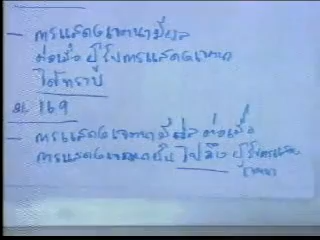 — การแสดงเจตนามีผล
ต่อเมื่อ ผู้รับการแสดงเจตนา
ได้ทราบ
ม. 169
— การแสดงเจตนามีผลต่อเมื่อ
การแสดงเจตนานั้นไปถึง ผู้รับการแสดง
เจตนา